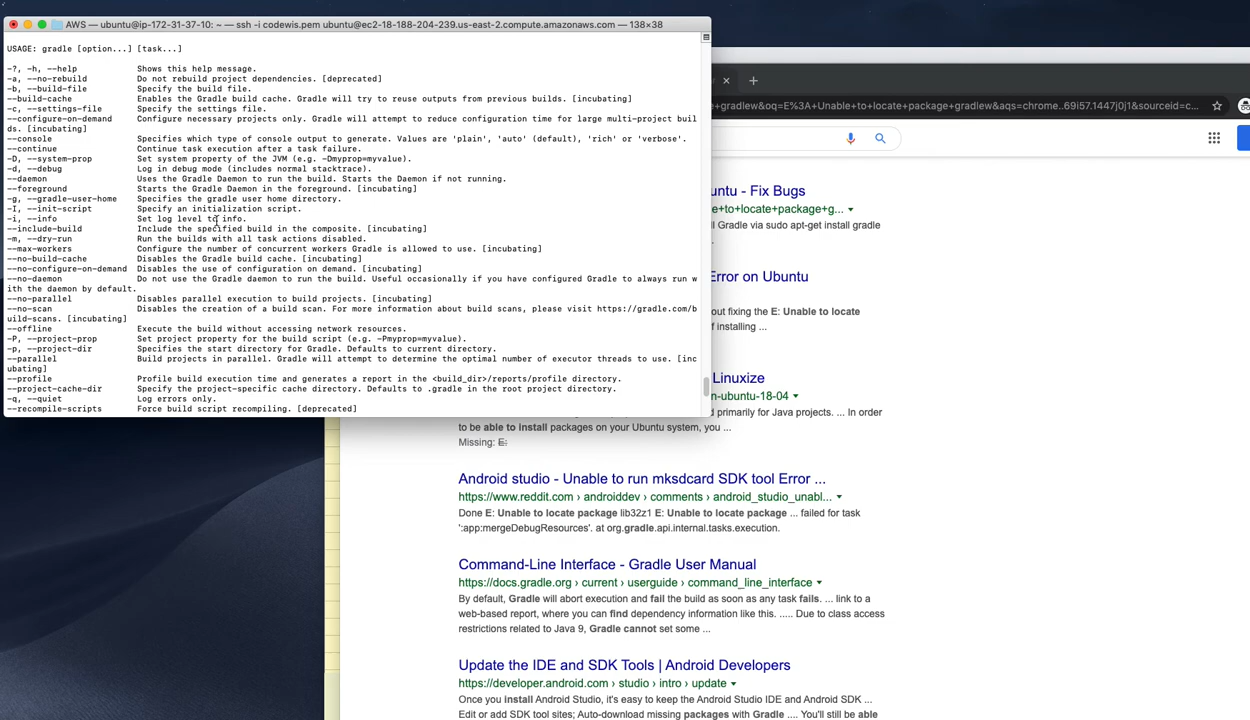 AWS — ubuntu@ip-172-31-37-10: ~ — ssh -i codewis.pem ubuntu@ec2-18-188-204-239.us-east-2.compute.amazonaws.com — 138×38
USAGE: gradle [option...] [task...]
-?, -h, --help Shows this help message.
-a, --no-rebuild Do not rebuild project dependencies. [deprecated]
-b, --build-file Specify the build file.
--build-cache Enables the Gradle build cache. Gradle will try to reuse outputs from previous builds. [incubating]
-c, --settings-file Specify the settings file.
--configure-on-demand Configure necessary projects only. Gradle will attempt to reduce configuration time for large multi-project buil
ds. [incubating]
--console Specifies which type of console output to generate. Values are 'plain', 'auto' (default), 'rich' or 'verbose'.
--continue Continue task execution after a task failure.
-D, --system-prop Set system property of the JVM (e.g. -Dmyprop=myvalue).
-d, --debug Log in debug mode (includes normal stacktrace).
--daemon Uses the Gradle Daemon to run the build. Starts the Daemon if not running.
--foreground Starts the Gradle Daemon in the foreground. [incubating]
-g, --gradle-user-home Specifies the gradle user home directory.
-I, --init-script Specify an initialization script.
-i, --info Set log level to info.
--include-build Include the specified build in the composite. [incubating]
-m, --dry-run Run the builds with all task actions disabled.
--max-workers Configure the number of concurrent workers Gradle is allowed to use. [incubating]
--no-build-cache Disables the Gradle build cache. [incubating]
--no-configure-on-demand Disables the use of configuration on demand. [incubating]
--no-daemon Do not use the Gradle daemon to run the build. Useful occasionally if you have configured Gradle to always run w
ith the daemon by default.
--no-parallel Disables parallel execution to build projects. [incubating]
--no-scan Disables the creation of a build scan. For more information about build scans, please visit https://gradle.com/b
uild-scans. [incubating]
--offline Execute the build without accessing network resources.
-P, --project-prop Set project property for the build script (e.g. -Pmyprop=myvalue).
-p, --project-dir Specifies the start directory for Gradle. Defaults to current directory.
--parallel Build projects in parallel. Gradle will attempt to determine the optimal number of executor threads to use. [inc
ubating]
--profile Profile build execution time and generates a report in the <build_dir>/reports/profile directory.
--project-cache-dir Specify the project-specific cache directory. Defaults to .gradle in the root project directory.
-q, --quiet Log errors only.
--recompile-scripts Force build script recompiling. [deprecated]
+gradlew&oq=E%3A+Unable+to+locate+package+gradlew&aqs=chrome..69i57.1447j0j1&sourceid=c...
untu - Fix Bugs
e+to+locate+package+g...
ll Gradle via sudo apt-get install gradle
.
Error on Ubuntu
out fixing the E: Unable to locate
t of installing ...
Linuxize
n-ubuntu-18-04
d primarily for Java projects. ... In order
to be able to install packages on your Ubuntu system, you ...
Missing: E:
Android studio - Unable to run mksdcard SDK tool Error ...
https://www.reddit.com › androiddev › comments › android_studio_unabl...
Done E: Unable to locate package lib32z1 E: Unable to locate package ... failed for task
':app:mergeDebugResources'. at org.gradle.api.internal.tasks.execution.
Command-Line Interface - Gradle User Manual
https://docs.gradle.org › current › userguide › command_line_interface
By default, Gradle will abort execution and fail the build as soon as any task fails. ... link to a
web-based report, where you can find dependency information like this. ..... Due to class access
restrictions related to Java 9, Gradle cannot set some ...
Update the IDE and SDK Tools | Android Developers
https://developer.android.com › studio › intro › update
Once you install Android Studio, it's easy to keep the Android Studio IDE and Android SDK ...
Edit or add SDK tool sites; Auto-download missing packages with Gradle .... You'll still be able